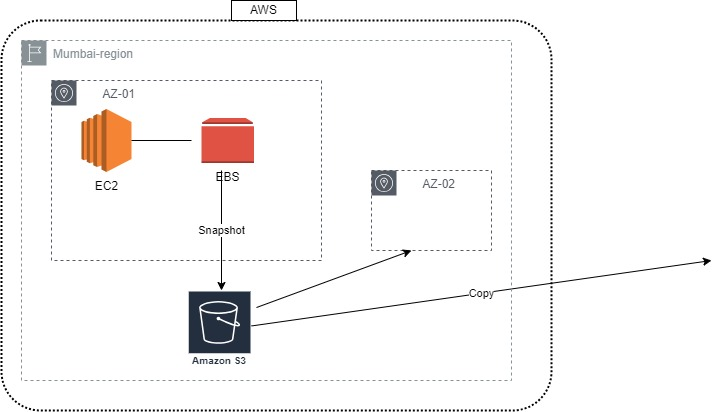 AWS
Mumbai-region
AZ-01
EC2
EBS
AZ-02
Snapshot
Copy
Amazon S3